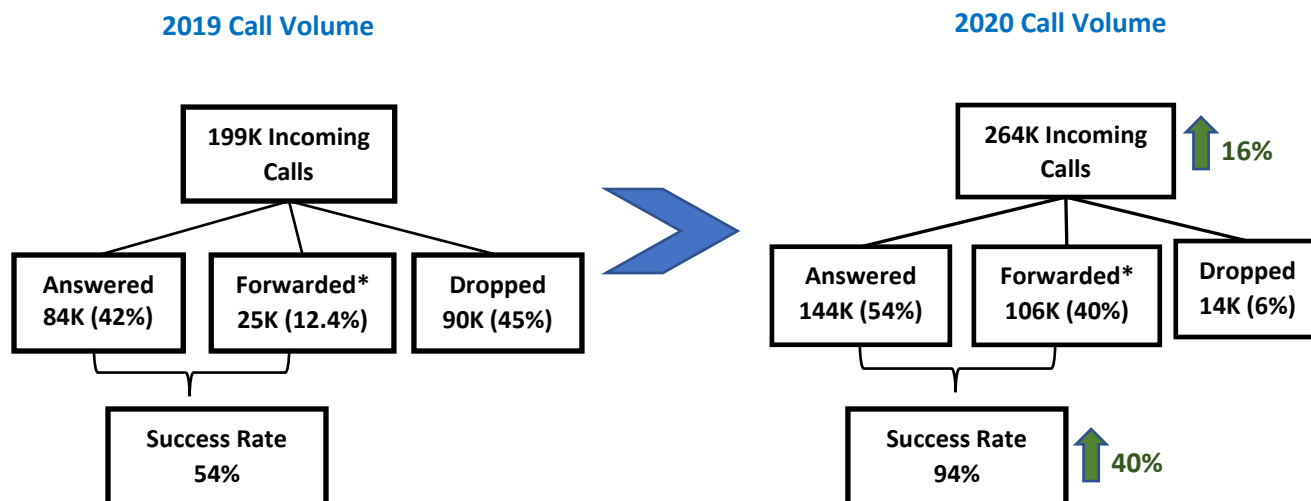 2019 Call Volume
199K Incoming
Calls
Answered
84K (42%)
Forwarded*
25K (12.4%)
Dropped
90K (45%)
Success Rate
54%
2020 Call Volume
264K Incoming
Calls
16%
Answered
144K (54%)
Forwarded*
106K (40%)
Dropped
14K (6%)
Success Rate
94%
40%